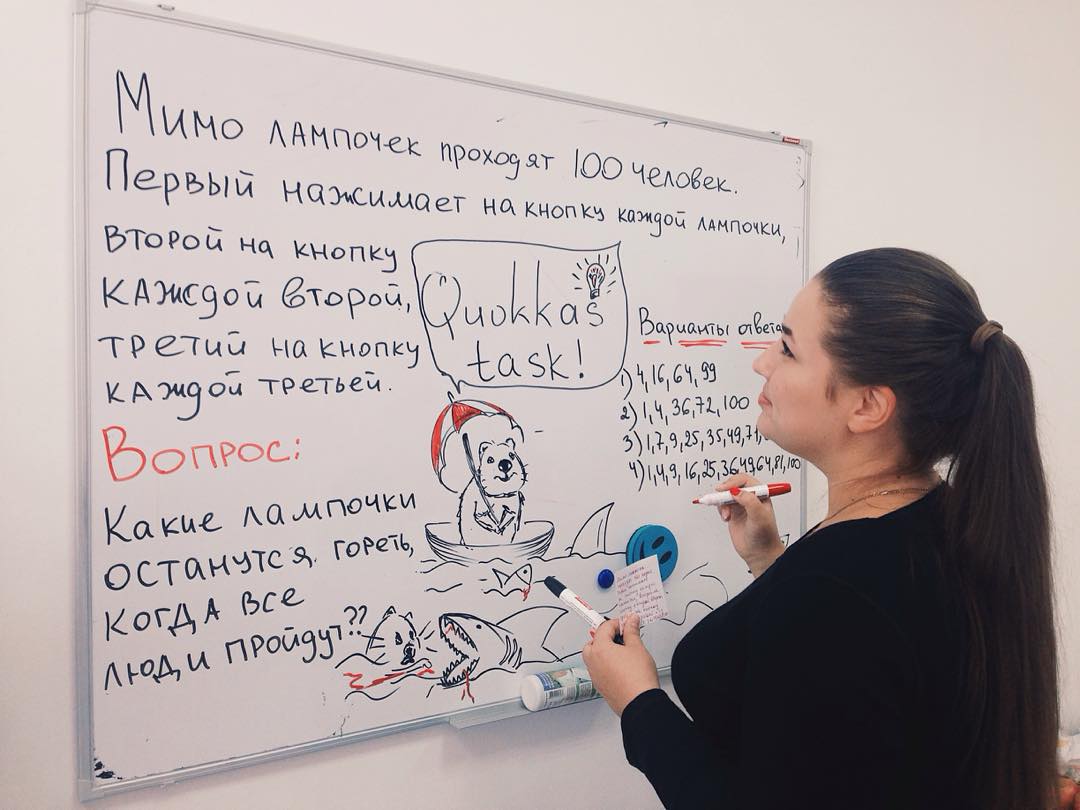 Мимо лампочек проходят 100 человек.
Первый нажимает на кнопку каждой лампочки,
второй на кнопку
каждой второй,
третий на кнопку
каждой третьей.
Вопрос:
Какие лампочки
останутся гореть,
когда все
люди пройдут??
Quokkas
task!
Варианты ответа
1) 4, 16, 64, 99
2) 1, 4, 36, 72, 100
3) 1, 7, 9, 25, 35, 49, 71,
4) 1, 4, 9, 16, 25, 36, 49, 64, 81, 100